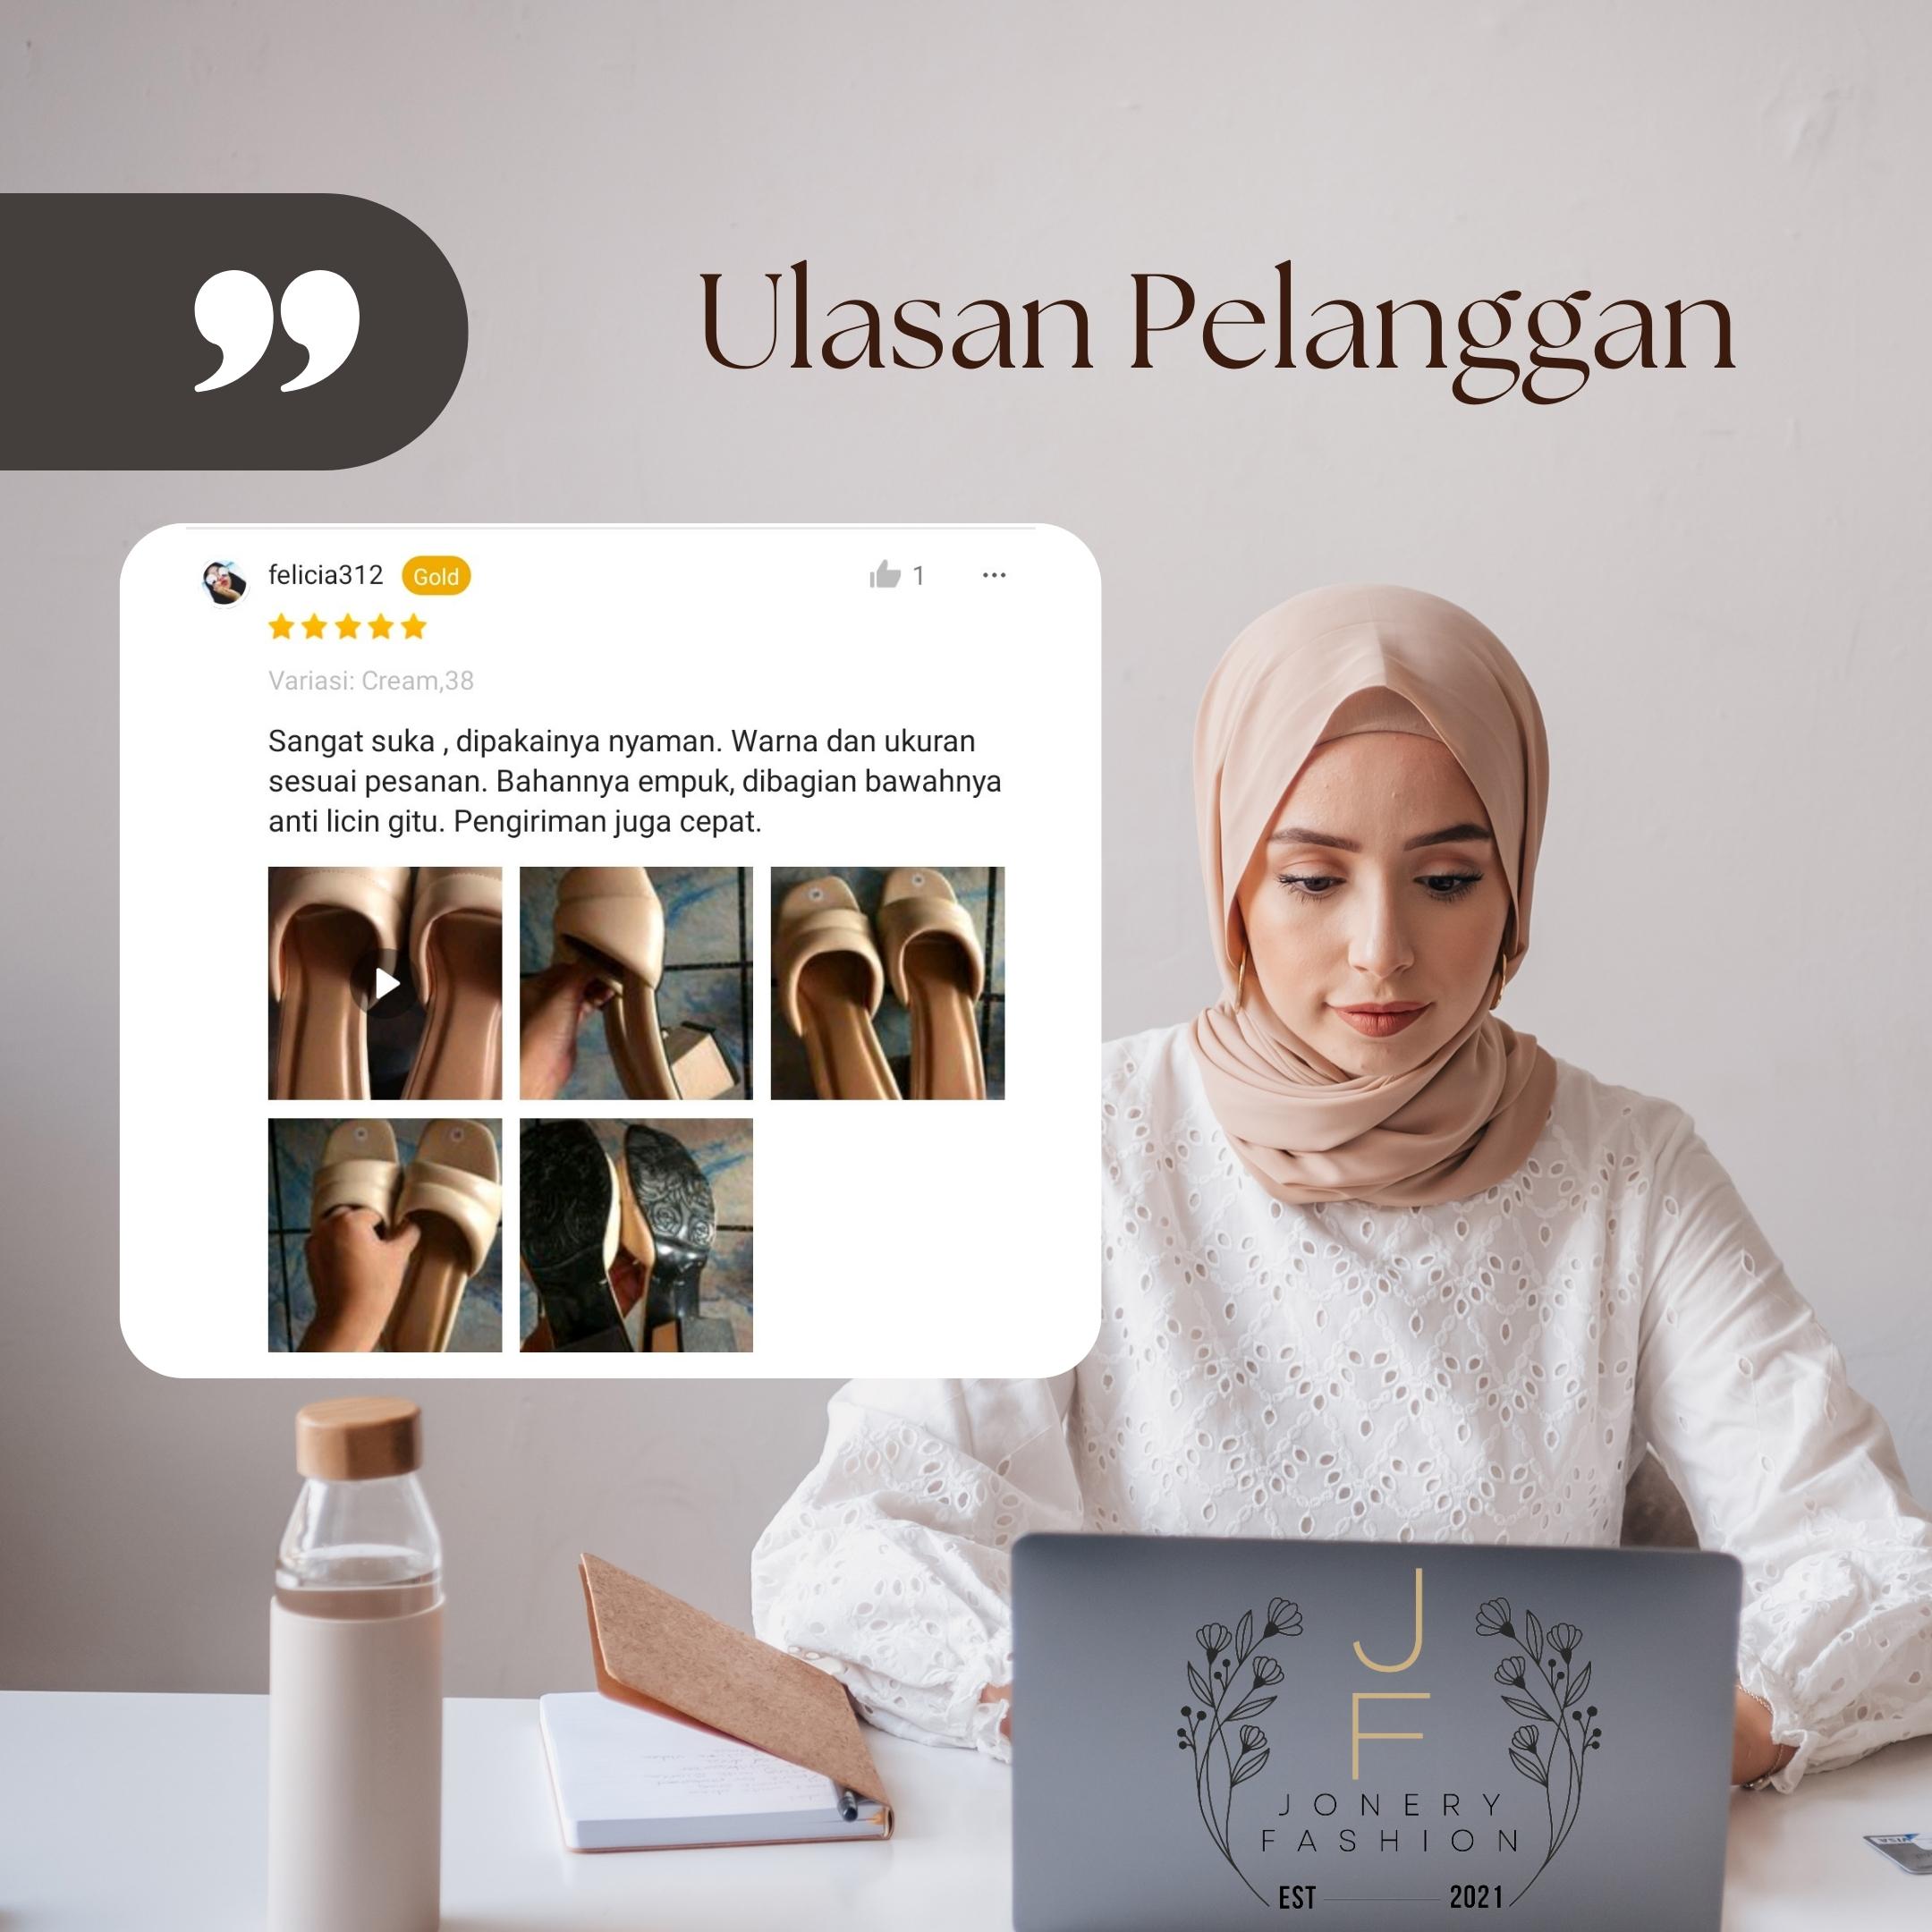 Ulasan Pelanggan
felicia312 Gold 1
Variasi: Cream,38
Sangat suka , dipakainya nyaman. Warna dan ukuran
sesuai pesanan. Bahannya empuk, dibagian bawahnya
anti licin gitu. Pengiriman juga cepat.
J
F
JONERY
FASHION
EST 2021
VISA